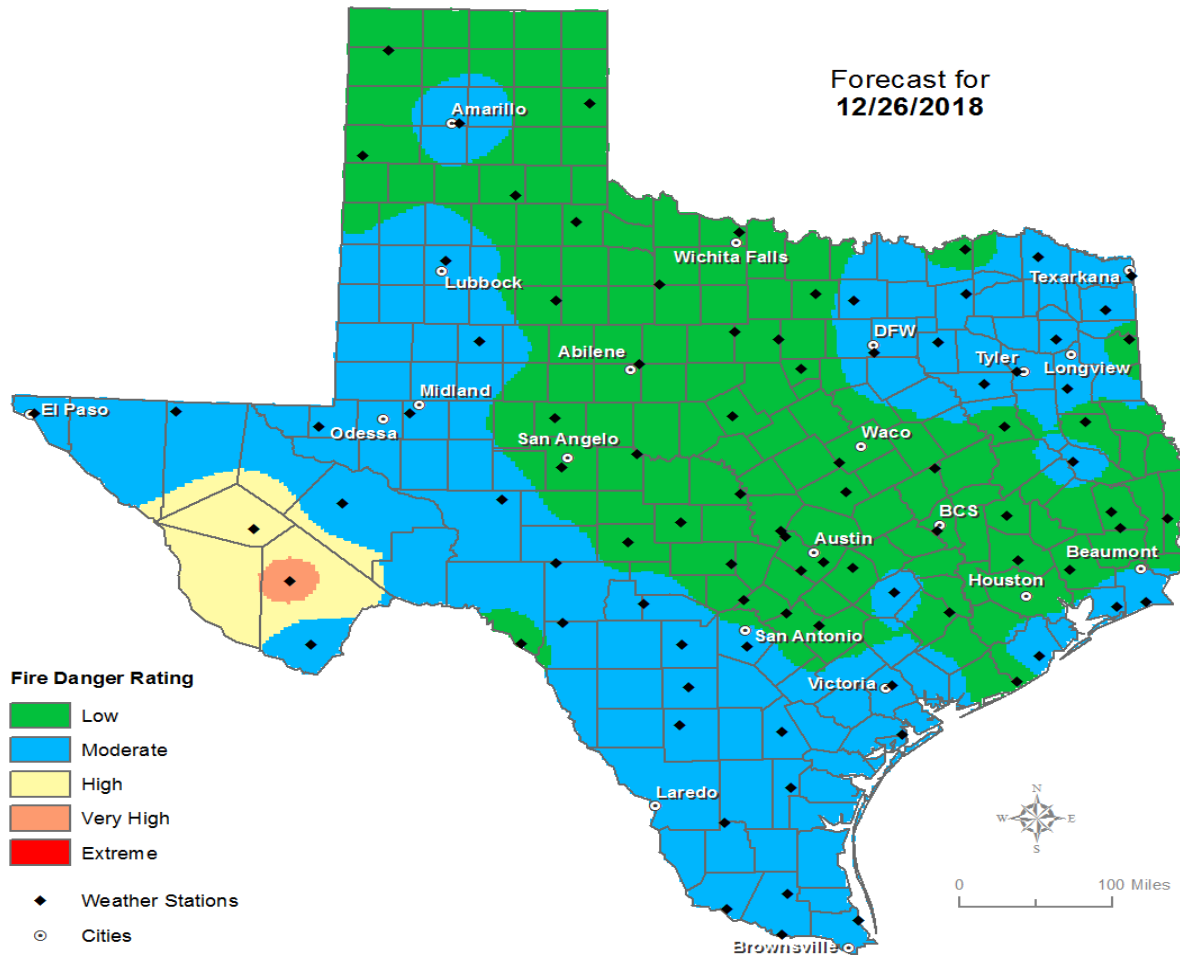 Forecast for
12/26/2018
Amarillo
Wichita Falls
Lubbock
Texarkana
DFW
Abilene
Tyler
Longview
Midland
El Paso
Odessa
San Angelo
Waco
BCS
Austin
Beaumont
Houston
San Antonio
Victoria
Laredo
Brownsville
Fire Danger Rating
Low
Moderate
High
Very High
Extreme
Weather Stations
Cities
N
W E
S
0 100 Miles